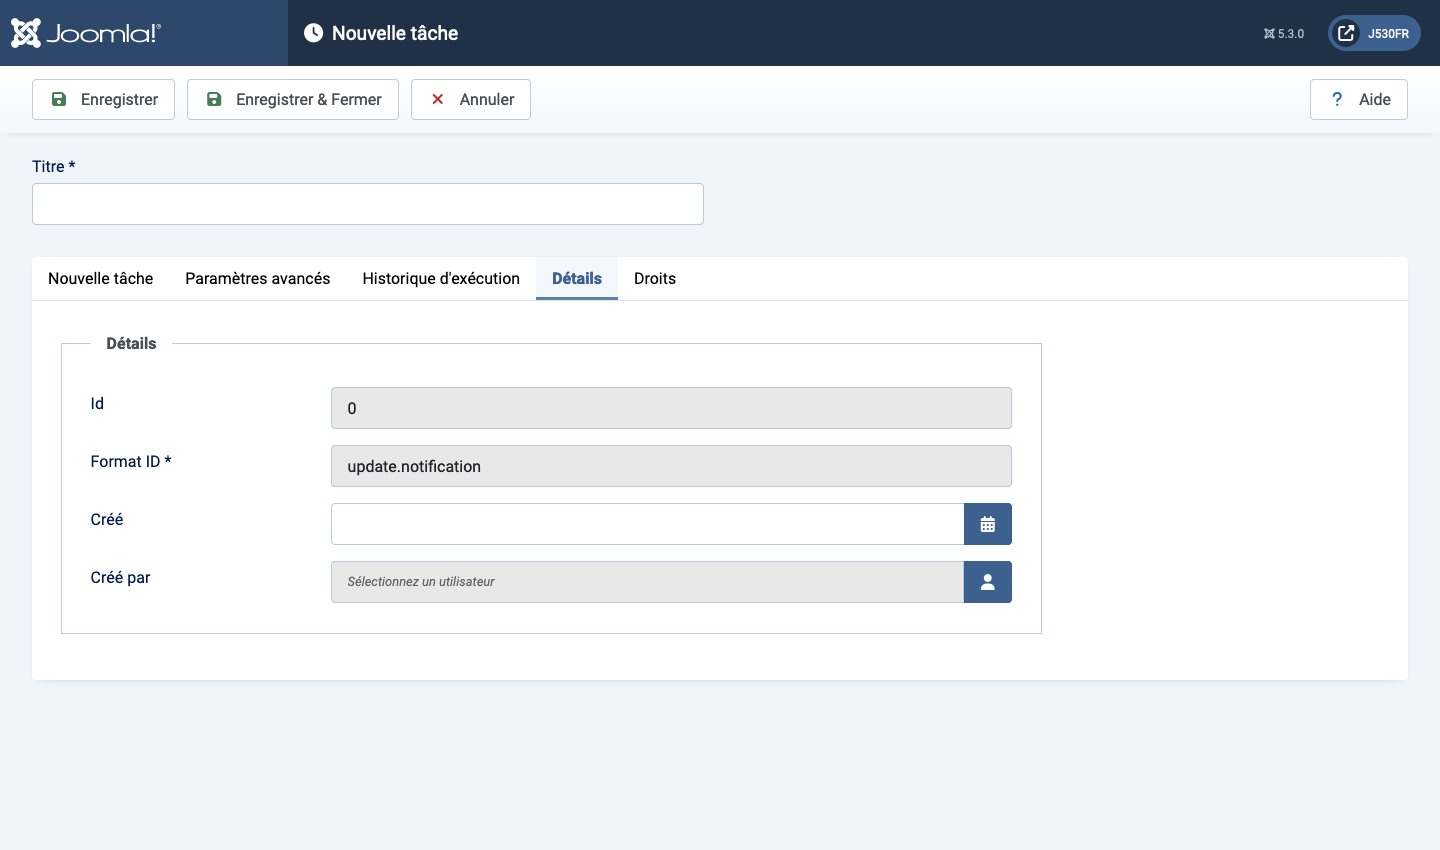 Joomla!®
Nouvelle tâche
5.3.0
J530FR
Enregistrer
Enregistrer & Fermer
Annuler
? Aide
Titre *
Nouvelle tâche
Paramètres avancés
Historique d'exécution
Détails
Droits
Détails
Id
0
Format ID *
update.notification
Créé
Créé par
Sélectionnez un utilisateur